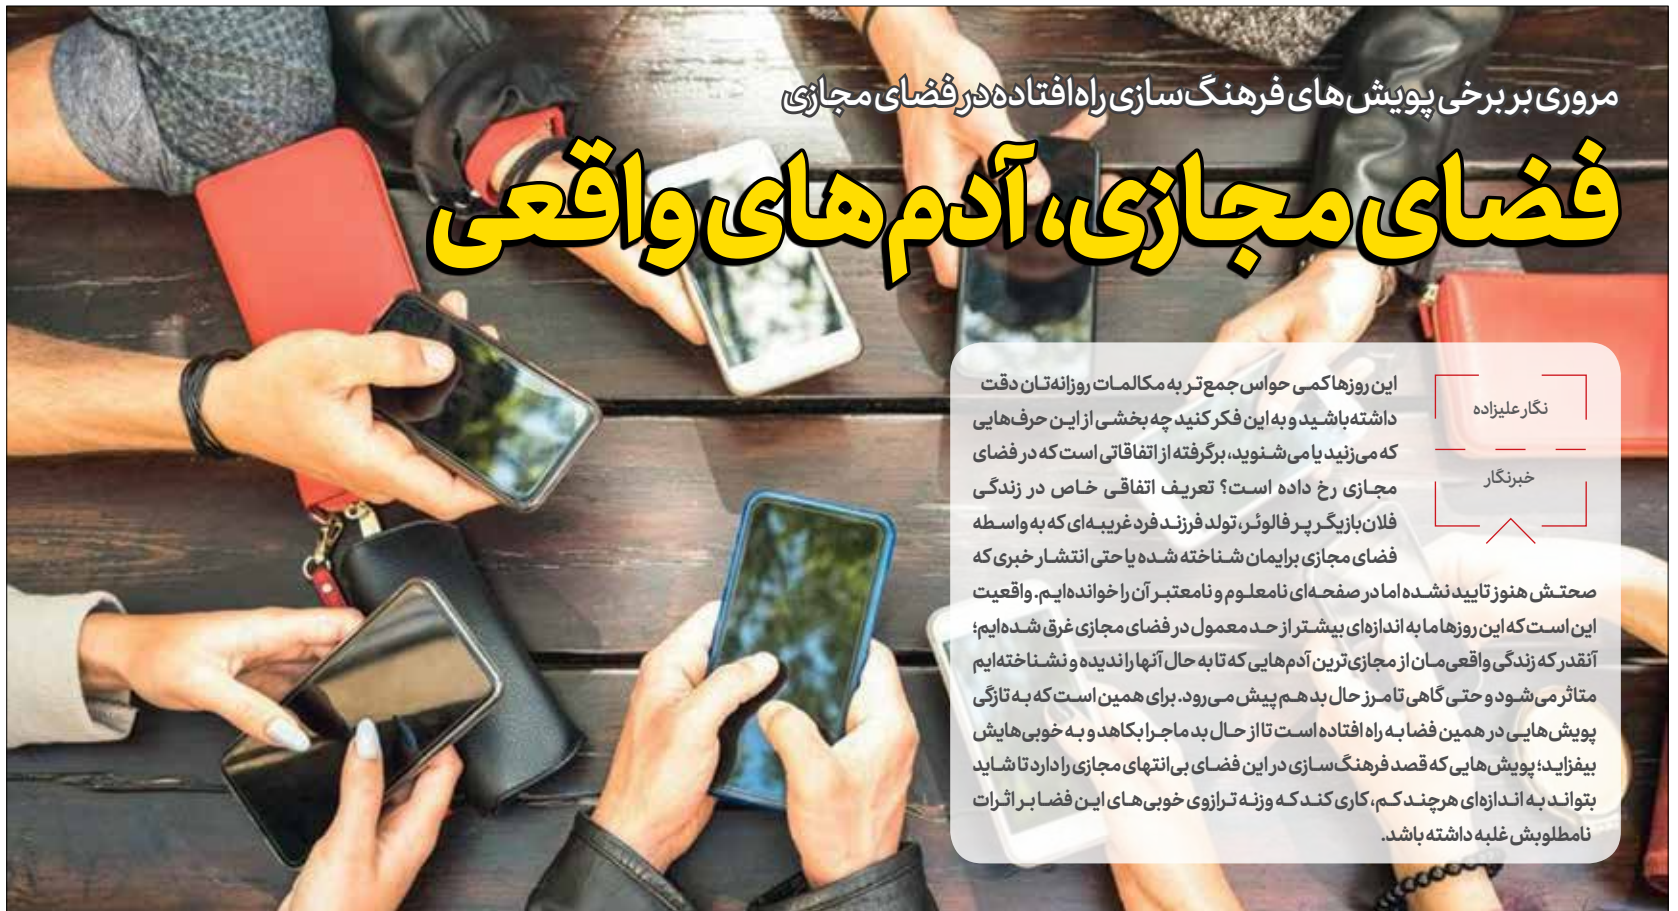 مروری بر برخی پویش‌های فرهنگ‌سازی راه افتاده در فضای مجازی
فضای مجازی، آدم‌های واقعی
نگار علیزاده
خبرنگار
این روزها کمی حواس جمع‌تر به مکالمات روزانه‌تان دقت
داشته باشید و به این فکر کنید چه بخشی از این حرف‌هایی
که می‌زنید یا می‌شنوید، برگرفته از اتفاقاتی است که در فضای
مجازی رخ داده است؟ تعریف اتفاقی خاص در زندگی
فلان بازیگر پر فالوئر، تولد فرزند فرد غریبه‌ای که به واسطه
فضای مجازی برایمان شناخته شده یا حتی انتشار خبری که
صحتش هنوز تایید نشده اما در صفحه‌ای نامعلوم و نامعتبر آن را خوانده‌ایم. واقعیت
این است که این روزها ما به اندازه‌ای بیشتر از حد معمول در فضای مجازی غرق شده‌ایم؛
آنقدر که زندگی واقعی‌مان از مجازی‌ترین آدم‌هایی که تا به حال آنها را ندیده و نشناخته‌ایم
متاثر می‌شود و حتی گاهی تا مرز حال بد هم پیش می‌رود. برای همین است که به تازگی
پویش‌هایی در همین فضا به راه افتاده است تا از حال بد ماجرا بکاهد و به خوبی‌هایش
بیفزاید؛ پویش‌هایی که قصد فرهنگ‌سازی در این فضای بی‌انتهای مجازی را دارد تا شاید
بتواند به اندازه‌ای هرچند کم، کاری کند که وزنه ترازوی خوبی‌های این فضا بر اثرات
نامطلوبش غلبه داشته باشد.